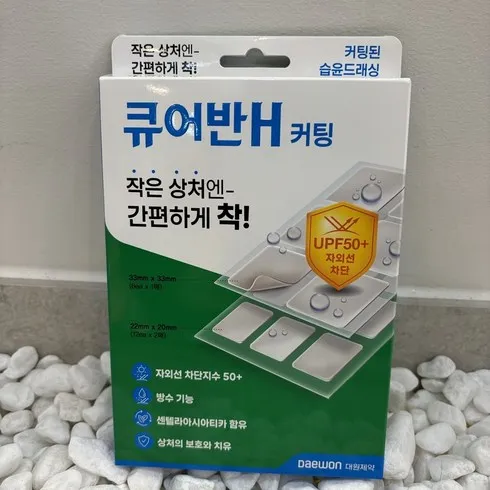 작은 상처엔-
간편하게 착!
커팅된
습윤드레싱
큐어반H 커팅
작은 상처엔-
간편하게 착!
UPF50+
자외선
차단
33mm x 33mm
22mm x 20mm
자외선 차단지수 50+
방수 기능
센텔라아시아티카 함유
상처의 보호와 치유
Daewon 대원제약